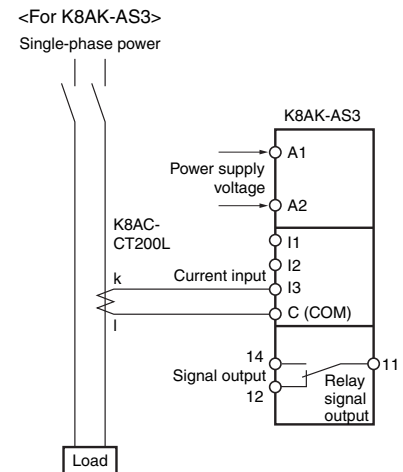 <For K8AK-AS3>
Single-phase power
K8AK-AS3
A1
Power supply
voltage
A2
K8AC-
CT200L
I1
I2
k
Current input
I3
l
C (COM)
14
11
Signal output
12
Relay
signal
output
Load